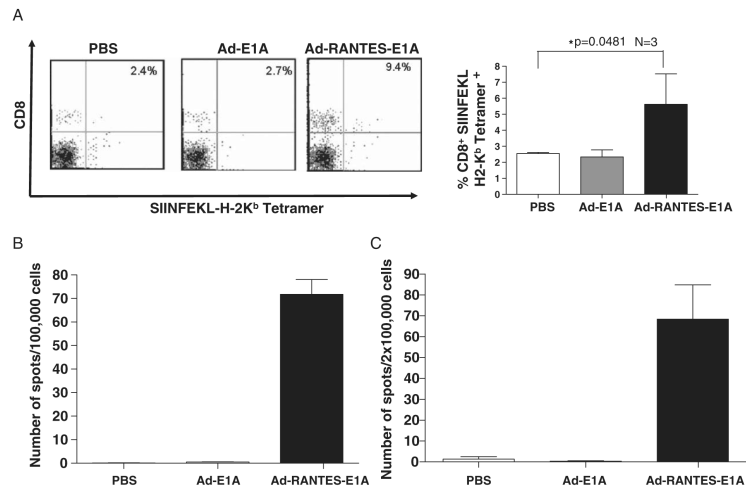 A
PBS
Ad-E1A
Ad-RANTES-E1A
2.4%
2.7%
9.4%
CD8
SIINFEKL-H-2Kᵇ Tetramer
*p=0.0481 N=3
% CD8⁺ SIINFEKL
H2-Kᵇ Tetramer ⁺
8
7
6
5
4
3
2
1
0
PBS
Ad-E1A
Ad-RANTES-E1A
B
Number of spots/100,000 cells
80
70
60
50
40
30
20
10
0
PBS
Ad-E1A
Ad-RANTES-E1A
C
Number of spots/2x100,000 cells
90
80
70
60
50
40
30
20
10
0
PBS
Ad-E1A
Ad-RANTES-E1A